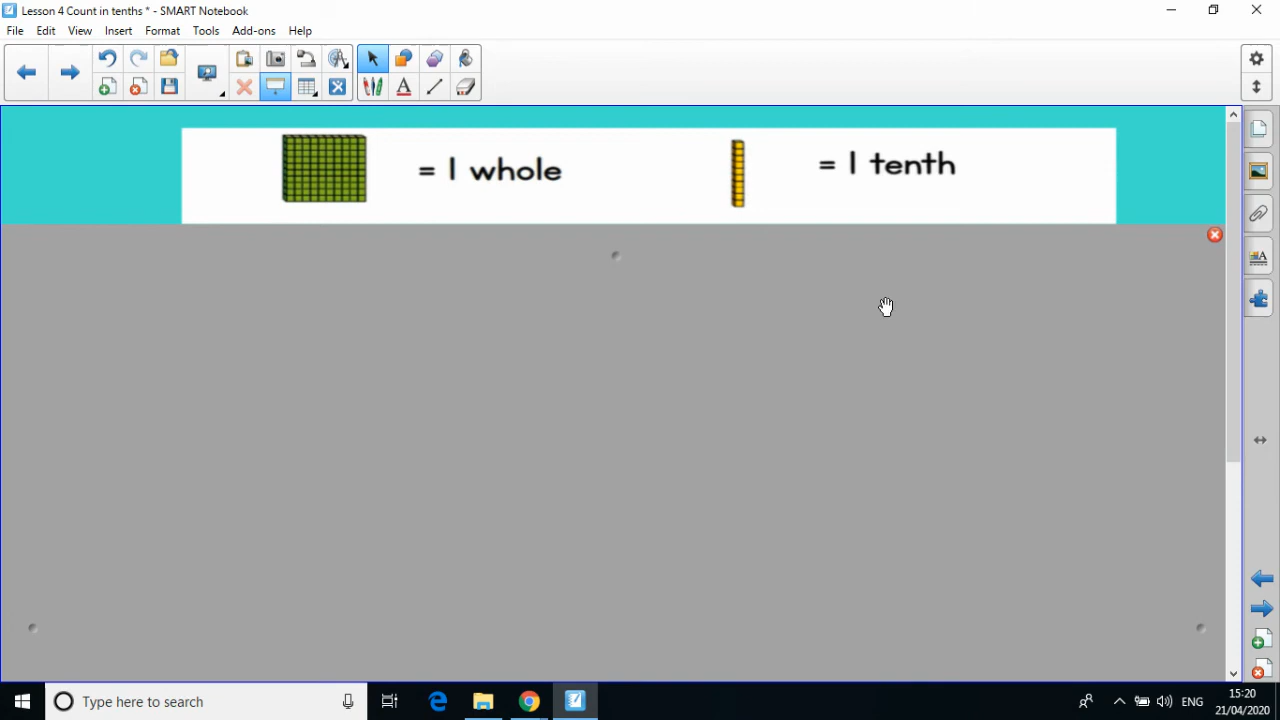 Lesson 4 Count in tenths * - SMART Notebook
File Edit View Insert Format Tools Add-ons Help
= 1 whole
= 1 tenth
Type here to search
ENG
15:20
21/04/2020